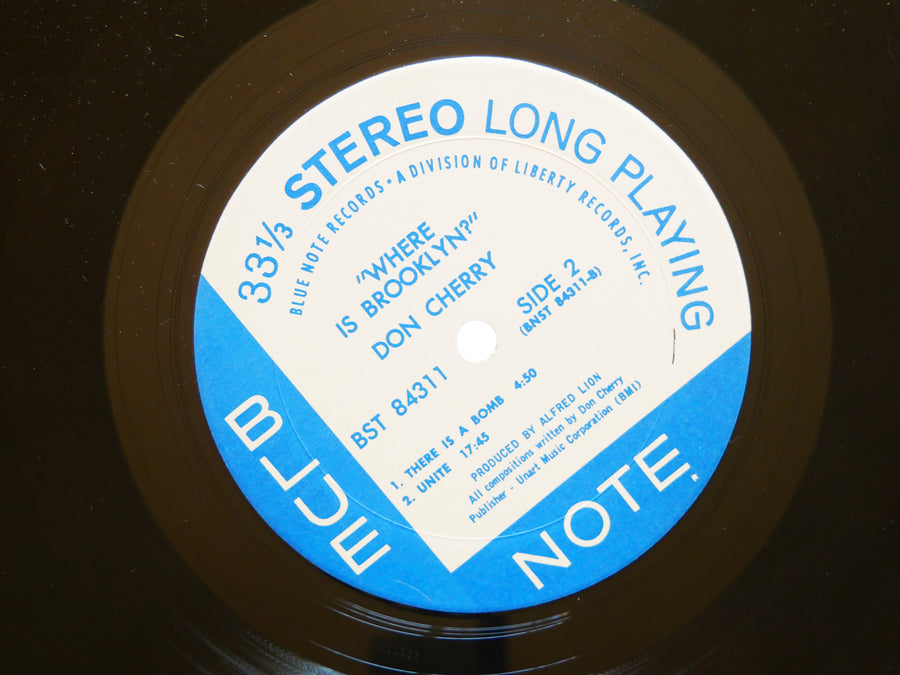 33⅓ STEREO LONG PLAYING
BLUE NOTE RECORDS • A DIVISION OF LIBERTY RECORDS, INC.
"WHERE
IS BROOKLYN?"
DON CHERRY
SIDE 2
(BNST 84311-B)
BST 84311
1. THERE IS A BOMB 4:50
2. UNITE 17:45
PRODUCED BY ALFRED LION
All compositions written by Don Cherry
Publisher - Unart Music Corporation (BMI)
BLUE
NOTE.